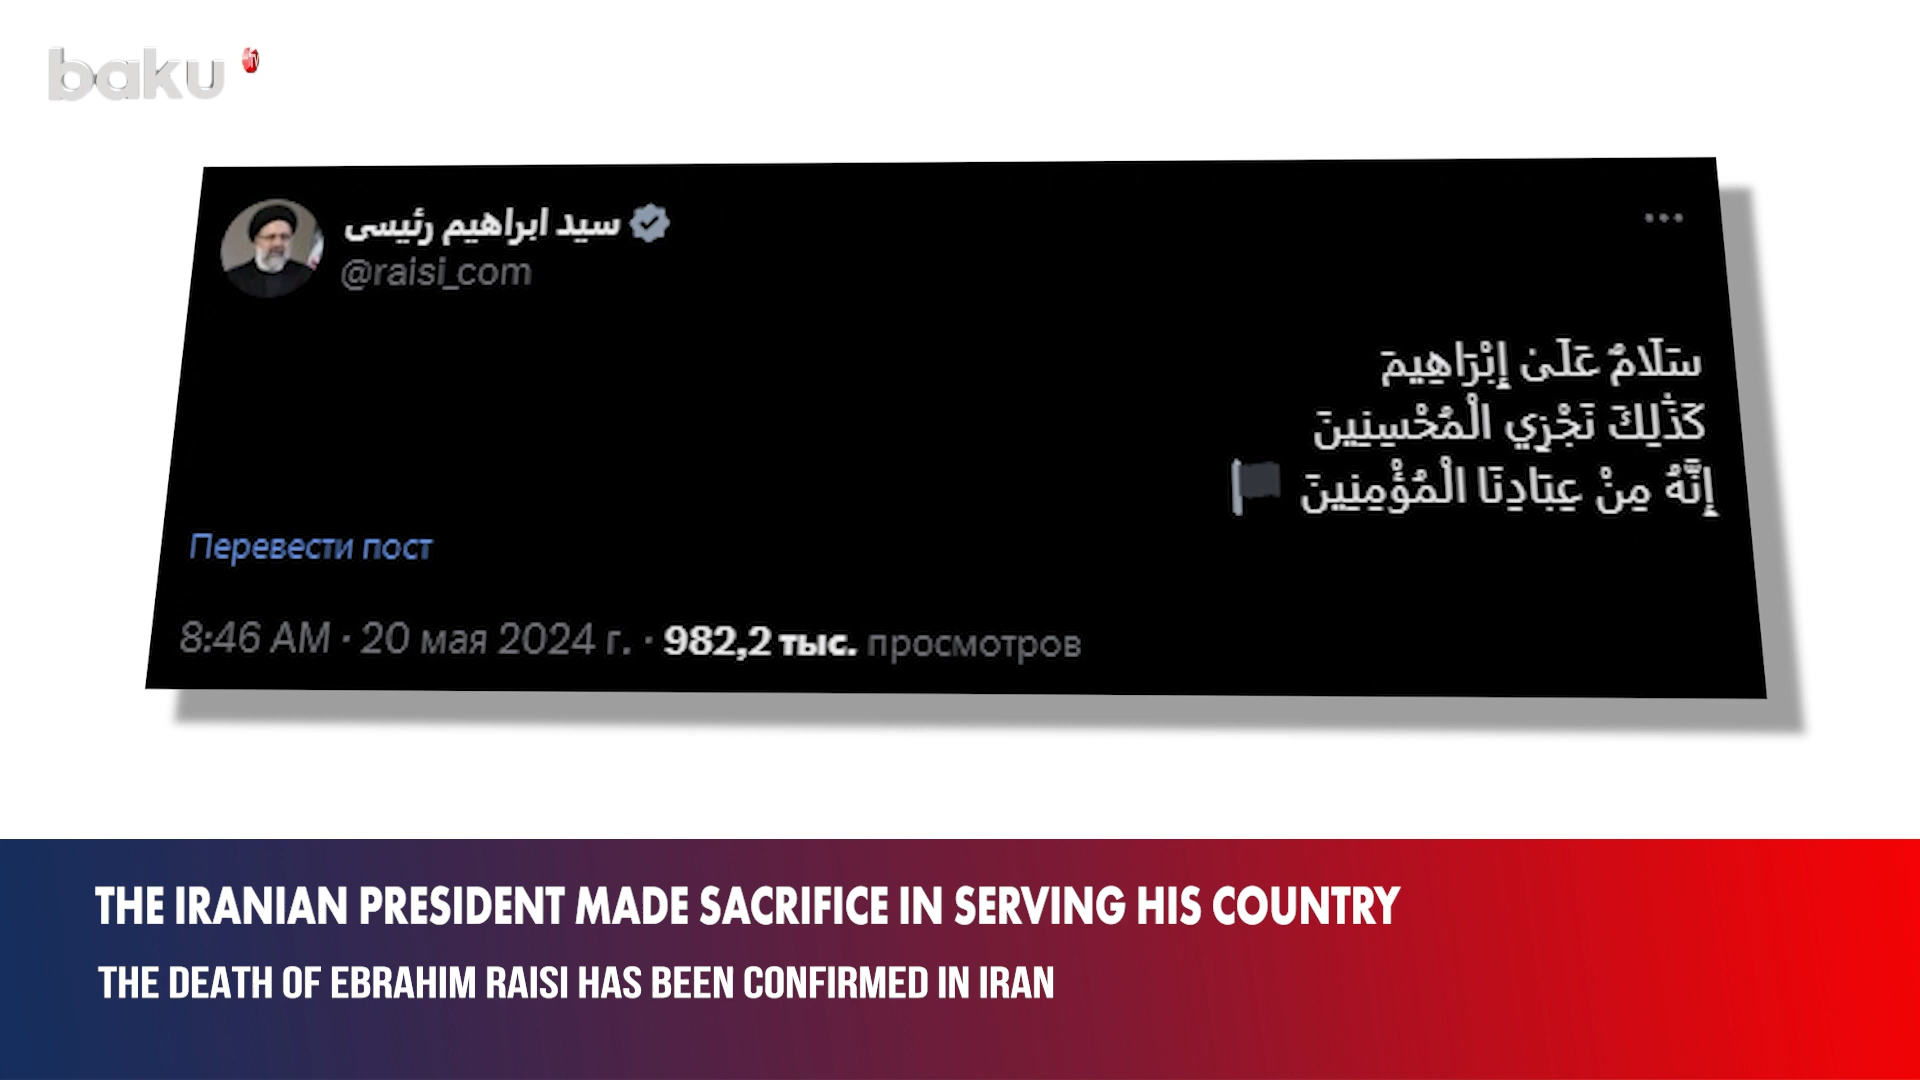 baku TV
سید ابراهیم رئیسی
@raisi_com
سَلَامٌ عَلَىٰ إِبْرَاهِيمَ
كَذَٰلِكَ نَجْزِي الْمُحْسِنِينَ
إِنَّهُ مِنْ عِبَادِنَا الْمُؤْمِنِينَ 🏴
Перевести пост
8:46 AM · 20 мая 2024 г. · 982,2 тыс. просмотров
THE IRANIAN PRESIDENT MADE SACRIFICE IN SERVING HIS COUNTRY
THE DEATH OF EBRAHIM RAISI HAS BEEN CONFIRMED IN IRAN